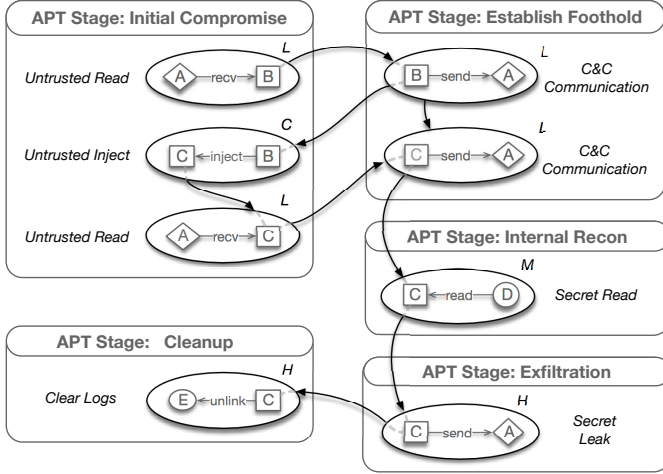 APT Stage: Initial Compromise
L
Untrusted Read
A recv B
C
Untrusted Inject
C inject B
L
Untrusted Read
A recv C
APT Stage: Establish Foothold
L
B send A
C&C
Communication
L
C send A
C&C
Communication
APT Stage: Internal Recon
M
C read D
Secret Read
APT Stage: Exfiltration
H
C send A
Secret
Leak
APT Stage: Cleanup
H
Clear Logs
E unlink C